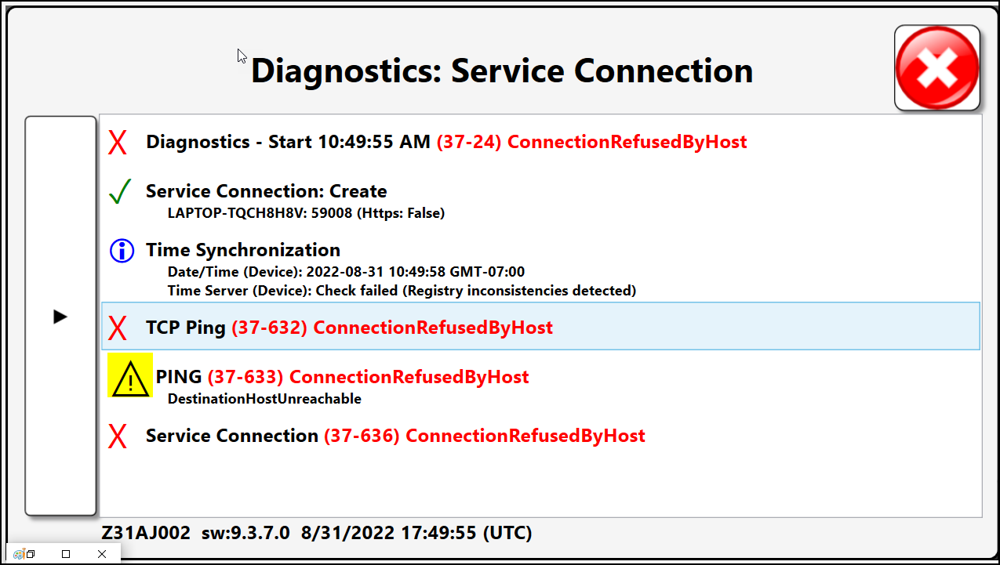 Diagnostics: Service Connection
Diagnostics - Start 10:49:55 AM (37-24) ConnectionRefusedByHost
Service Connection: Create
LAPTOP-TQCH8H8V: 59008 (Https: False)
Time Synchronization
Date/Time (Device): 2022-08-31 10:49:58 GMT-07:00
Time Server (Device): Check failed (Registry inconsistencies detected)
TCP Ping (37-632) ConnectionRefusedByHost
PING (37-633) ConnectionRefusedByHost
DestinationHostUnreachable
Service Connection (37-636) ConnectionRefusedByHost
Z31AJ002 sw:9.3.7.0 8/31/2022 17:49:55 (UTC)